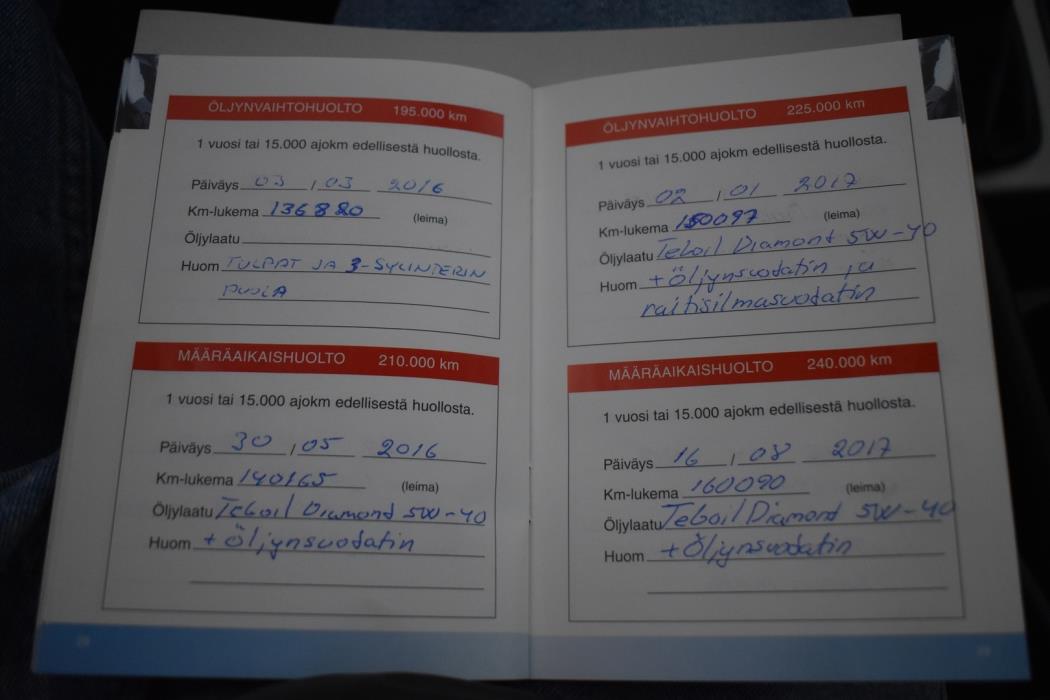 ÖLJYNVAIHTOHUOLTO 195.000 km
1 vuosi tai 15.000 ajokm edellisestä huollosta.
Päiväys 03 / 03 2016
Km-lukema 136820 (leima)
Öljylaatu
Huom TULPAT JA 3-SYLINTERIN
PUOLA
MÄÄRÄAIKAISHUOLTO 210.000 km
1 vuosi tai 15.000 ajokm edellisestä huollosta.
Päiväys 30 / 05 2016
Km-lukema 140165 (leima)
Öljylaatu Teboil Diamond 5W-40
Huom + Öljynsuodatin
28
ÖLJYNVAIHTOHUOLTO 225.000 km
1 vuosi tai 15.000 ajokm edellisestä huollosta.
Päiväys 02 / 01 2017
Km-lukema 150097 (leima)
Öljylaatu Teboil Diamond 5W-40
Huom + Öljynsuodatin ja
raitisilmasuodatin
MÄÄRÄAIKAISHUOLTO 240.000 km
1 vuosi tai 15.000 ajokm edellisestä huollosta.
Päiväys 16 / 08 2017
Km-lukema 160090 (leima)
Öljylaatu Teboil Diamond 5W-40
Huom + Öljynsuodatin